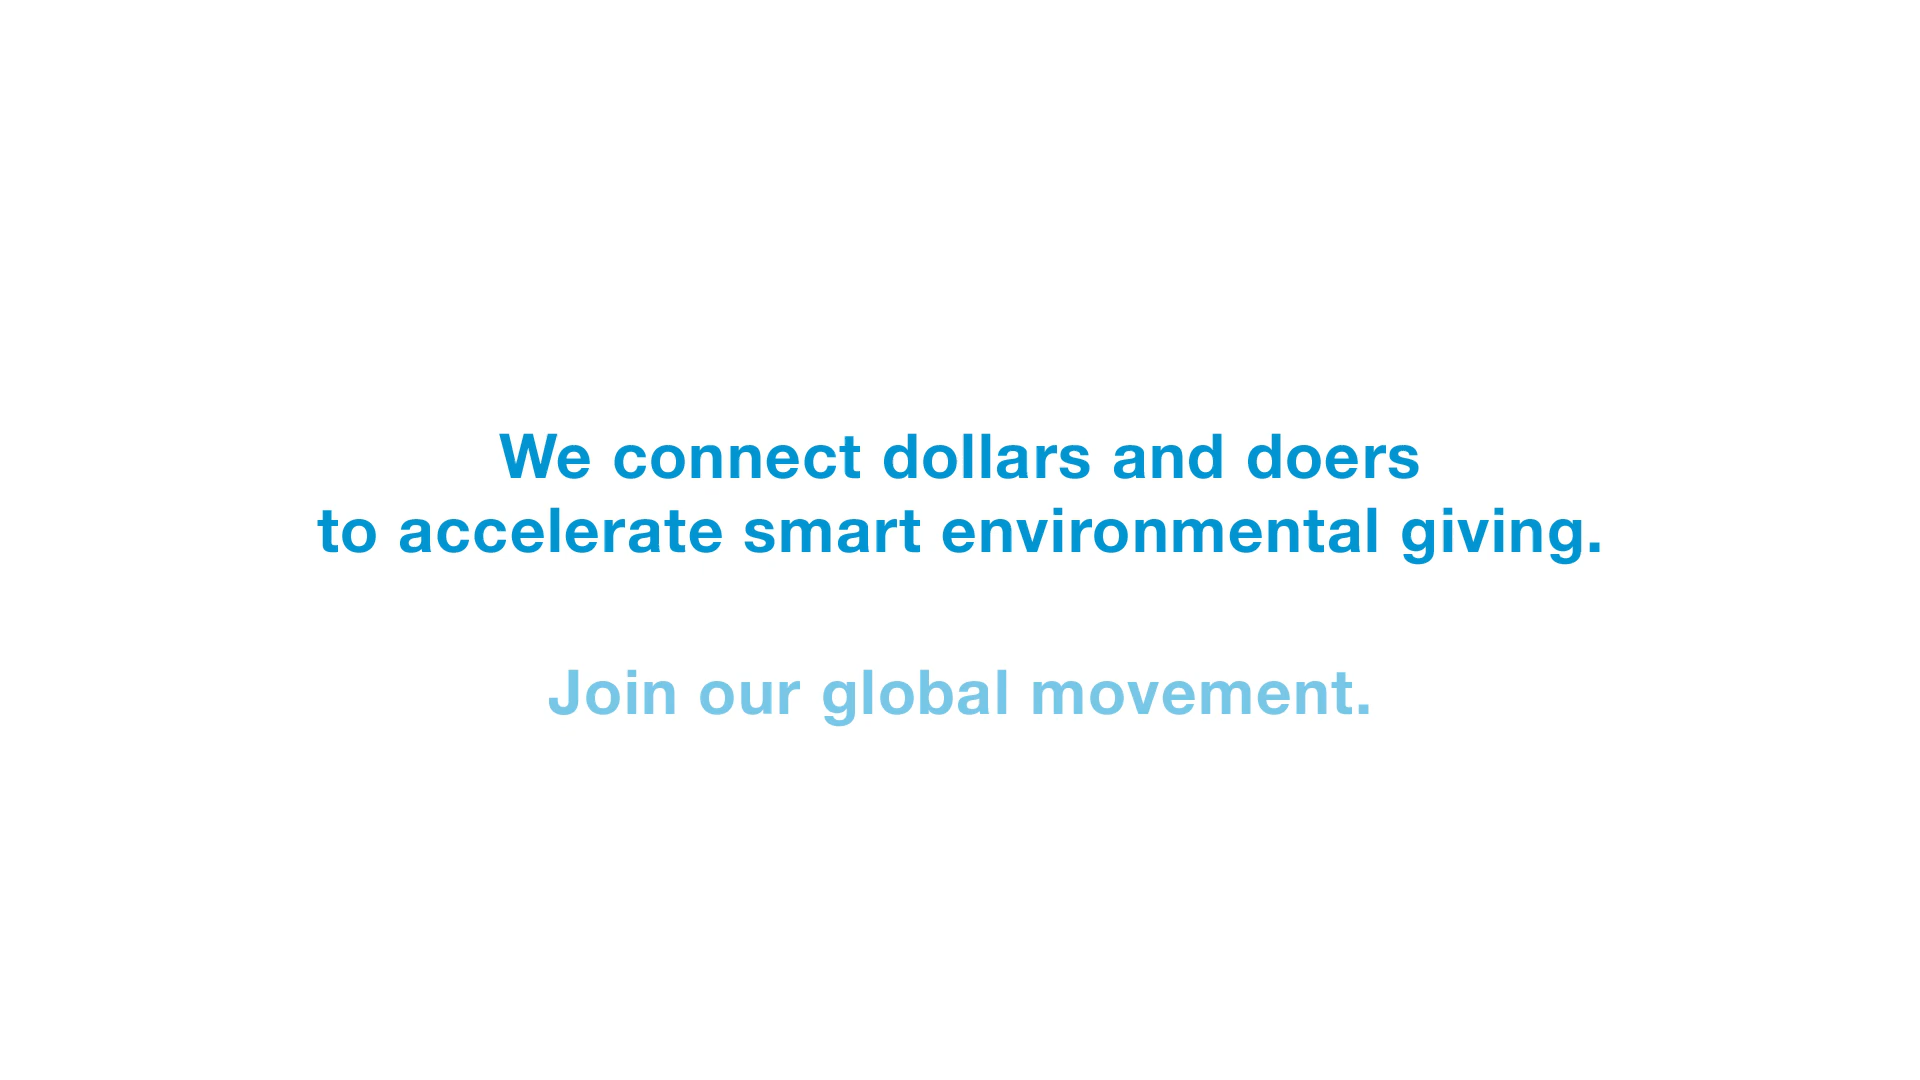 We connect dollars and doers
to accelerate smart environmental giving.
Join our global movement.